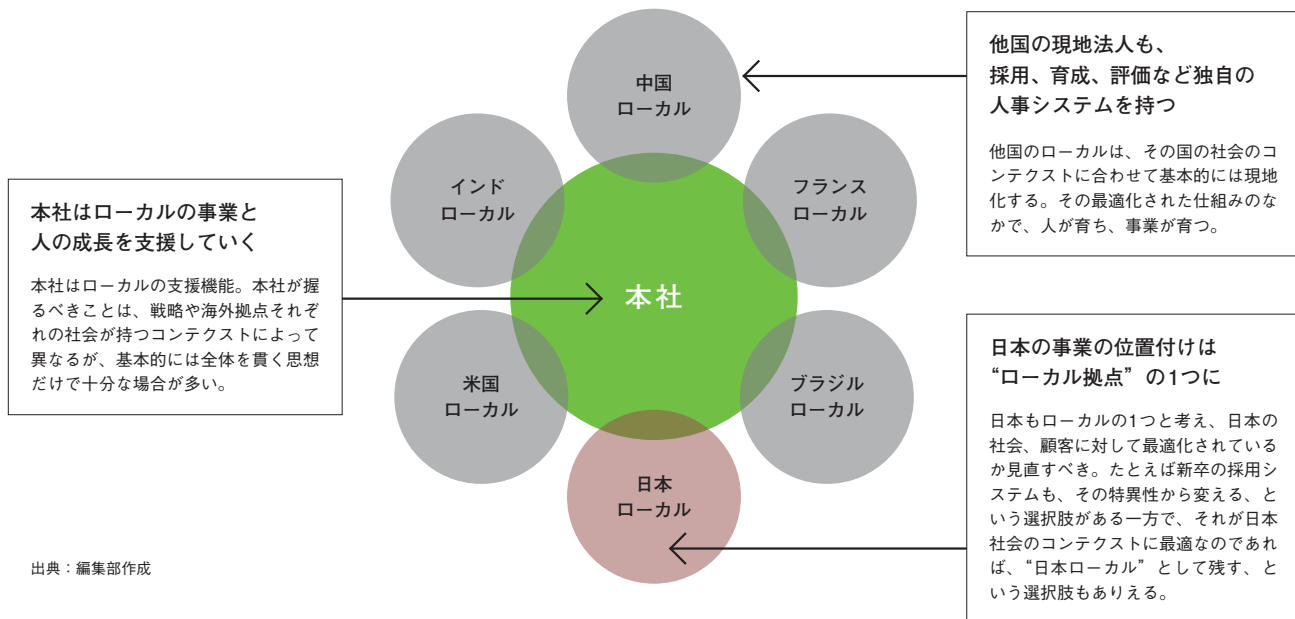 中国
ローカル
インド
ローカル
フランス
ローカル
本社
米国
ローカル
ブラジル
ローカル
日本
ローカル
本社はローカルの事業と
人の成長を支援していく
本社はローカルの支援機能。本社が握
るべきことは、戦略や海外拠点それぞ
れの社会が持つコンテクストによって
異なるが、基本的には全体を貫く思想
だけで十分な場合が多い。
他国の現地法人も、
採用、育成、評価など独自の
人事システムを持つ
他国のローカルは、その国の社会のコ
ンテクストに合わせて基本的には現地
化する。その最適化された仕組みのな
かで、人が育ち、事業が育つ。
日本の事業の位置付けは
“ローカル拠点”の1つに
日本もローカルの1つと考え、日本の
社会、顧客に対して最適化されている
か見直すべき。たとえば新卒の採用シ
ステムも、その特異性から変える、と
いう選択肢がある一方で、それが日本
社会のコンテクストに最適なのであれ
ば、“日本ローカル”として残す、と
いう選択肢もありえる。
出典：編集部作成